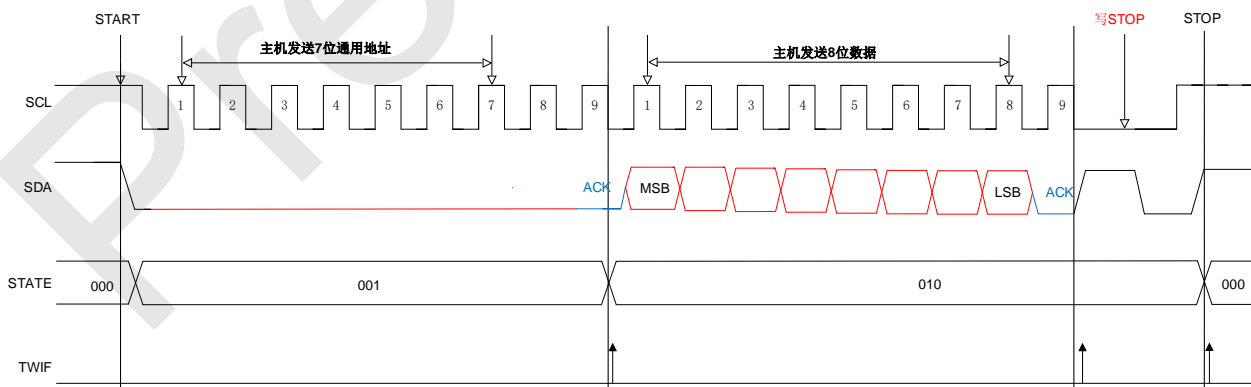 START
写STOP
STOP
主机发送7位通用地址
主机发送8位数据
SCL
1 2 3 4 5 6 7 8 9 1 2 3 4 5 6 7 8 9
SDA
ACK
MSB
LSB
ACK
STATE
000
001
010
000
TWIF
Pre